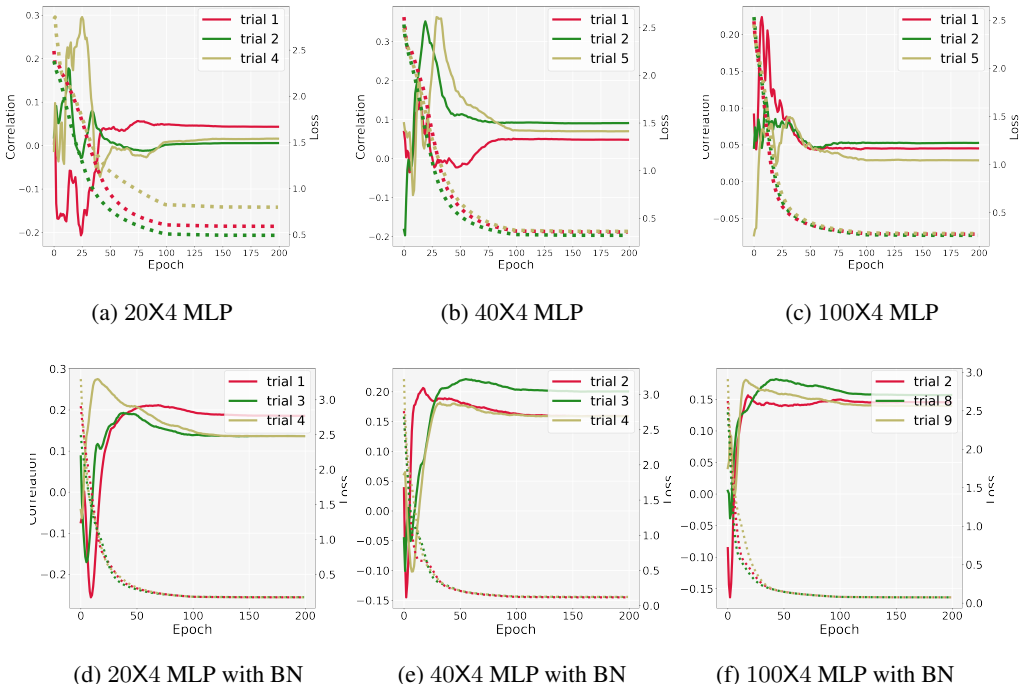 0.3
0.2
0.1
0.0
−0.1
−0.2
Correlation
0 25 50 75 100 125 150 175 200
Epoch
2.5
2.0
1.5
1.0
0.5
Loss
trial 1
trial 2
trial 4
(a) 20X4 MLP
0.3
0.2
0.1
0.0
−0.1
−0.2
Correlation
0 25 50 75 100 125 150 175 200
Epoch
2.5
2.0
1.5
1.0
0.5
Loss
trial 1
trial 2
trial 5
(b) 40X4 MLP
0.20
0.15
0.10
0.05
0.00
−0.05
Correlation
0 25 50 75 100 125 150 175 200
Epoch
2.5
2.0
1.5
1.0
0.5
Loss
trial 1
trial 2
trial 5
(c) 100X4 MLP
0.3
0.2
0.1
0.0
−0.1
−0.2
Correlation
0 50 100 150 200
Epoch
3.0
2.5
2.0
1.5
1.0
0.5
Loss
trial 1
trial 3
trial 4
(d) 20X4 MLP with BN
0.20
0.15
0.10
0.05
0.00
−0.05
−0.10
−0.15
0 50 100 150 200
Epoch
3.0
2.5
2.0
1.5
1.0
0.5
0.0
Loss
trial 2
trial 3
trial 4
(e) 40X4 MLP with BN
0.15
0.10
0.05
0.00
−0.05
−0.10
−0.15
0 50 100 150 200
Epoch
3.0
2.5
2.0
1.5
1.0
0.5
0.0
Loss
trial 2
trial 8
trial 9
(f) 100X4 MLP with BN